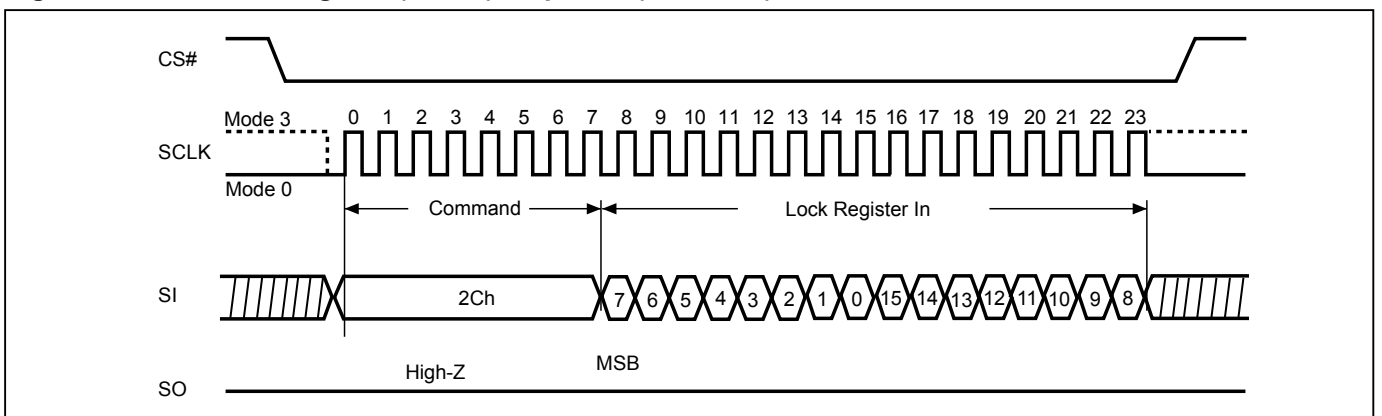 CS#
Mode 3 0 1 2 3 4 5 6 7 8 9 10 11 12 13 14 15 16 17 18 19 20 21 22 23
SCLK
Mode 0
Command Lock Register In
SI 2Ch 7 6 5 4 3 2 1 0 15 14 13 12 11 10 9 8
High-Z MSB
SO